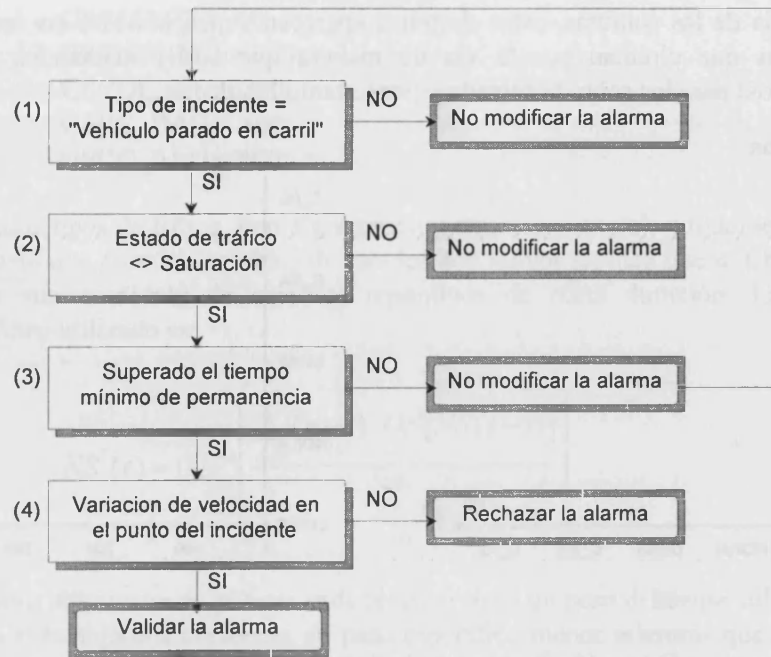 (1)
Tipo de incidente =
"Vehículo parado en carril"
NO
No modificar la alarma
SI
(2)
Estado de tráfico
<> Saturación
NO
No modificar la alarma
SI
(3)
Superado el tiempo
mínimo de permanencia
NO
No modificar la alarma
SI
(4)
Variacion de velocidad en
el punto del incidente
NO
Rechazar la alarma
SI
Validar la alarma